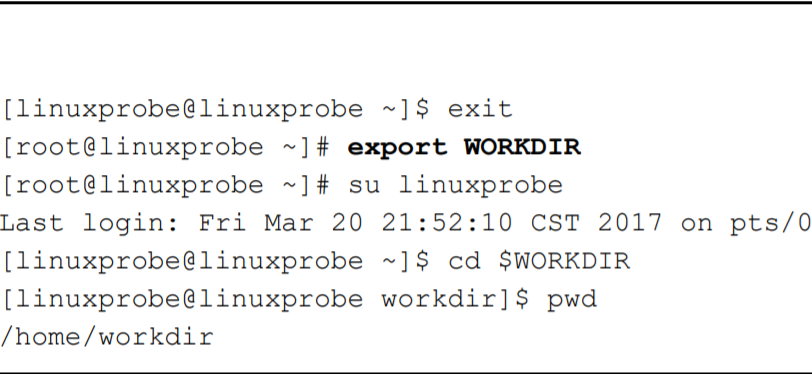 [linuxprobe@linuxprobe ~]$ exit
[root@linuxprobe ~]# export WORKDIR
[root@linuxprobe ~]# su linuxprobe
Last login: Fri Mar 20 21:52:10 CST 2017 on pts/0
[linuxprobe@linuxprobe ~]$ cd $WORKDIR
[linuxprobe@linuxprobe workdir]$ pwd
/home/workdir